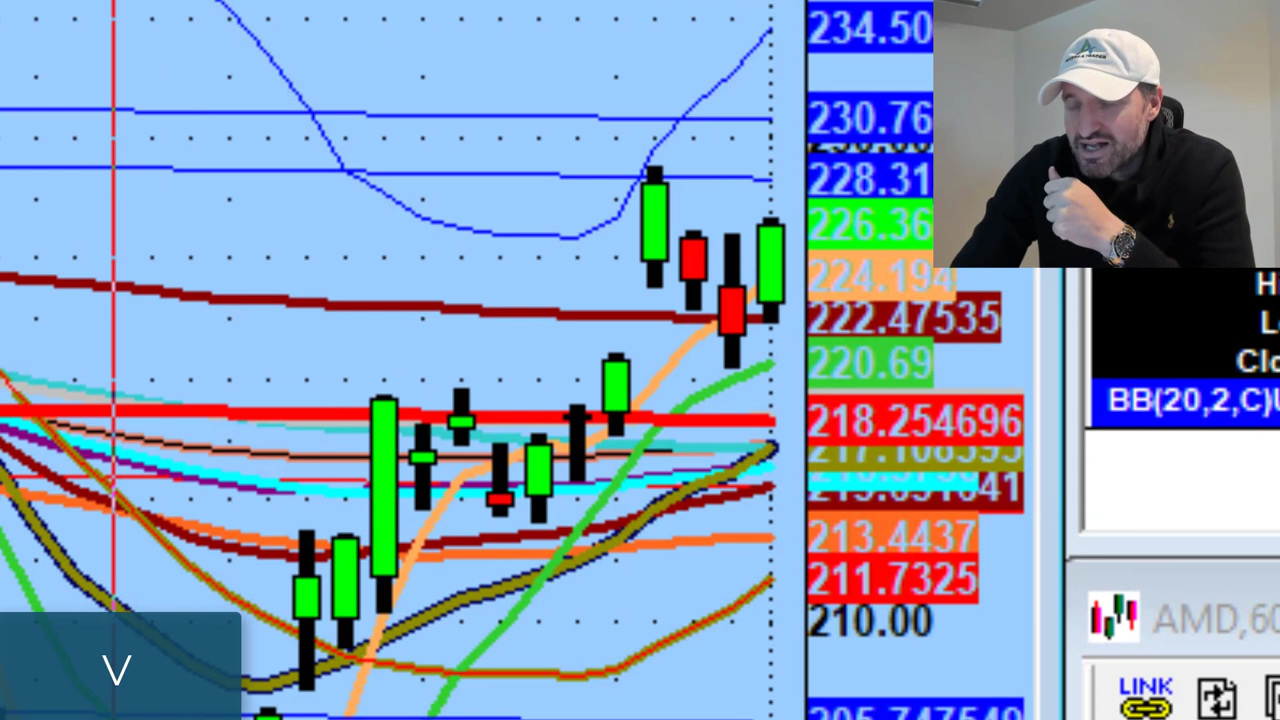 234.50
230.76
228.31
226.36
224.194
222.47535
220.69
218.254696
213.4437
211.7325
210.00
H
L
Clo
BB(20,2,C)U
AMD,60
LINK
V